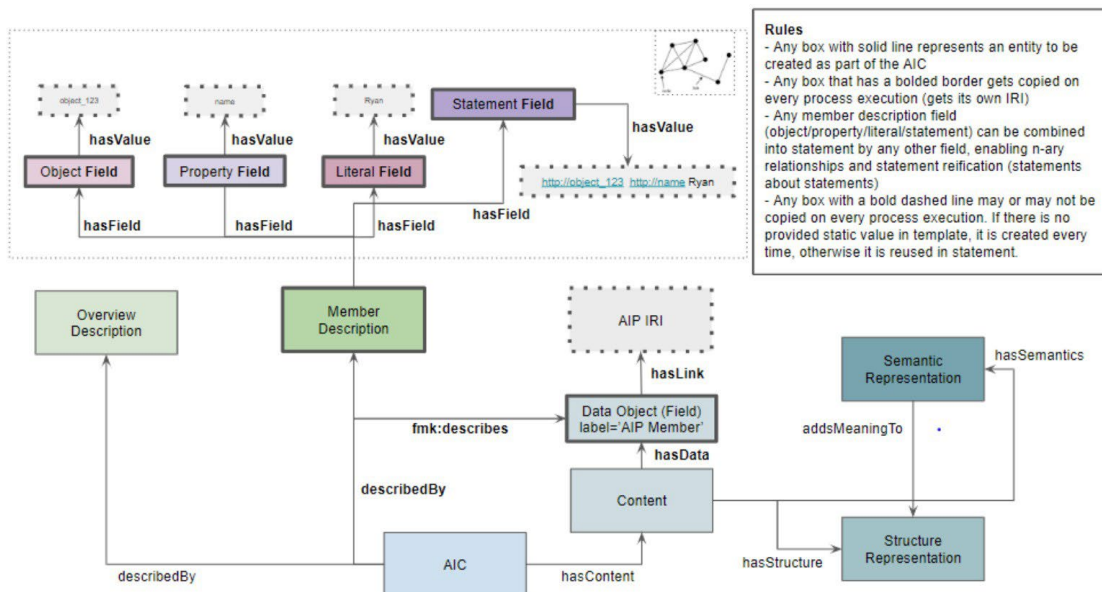 Rules
- Any box with solid line represents an entity to be
created as part of the AIC
- Any box that has a bolded border gets copied on
every process execution (gets its own IRI)
- Any member description field
(object/property/literal/statement) can be combined
into statement by any other field, enabling n-ary
relationships and statement reification (statements
about statements)
- Any box with a bold dashed line may or may not be
copied on every process execution. If there is no
provided static value in template, it is created every
time, otherwise it is reused in statement.
object_123
name
Ryan
Statement Field
hasValue
hasValue
hasValue
hasValue
Object Field
Property Field
Literal Field
http://object_123 http://name Ryan
hasField
hasField
hasField
hasField
Overview
Description
Member
Description
AIP IRI
Semantic
Representation
hasSemantics
hasLink
Data Object (Field)
label='AIP Member'
fmk:describes
addsMeaningTo
hasData
describedBy
Content
Structure
Representation
AIC
describedBy
hasContent
hasStructure